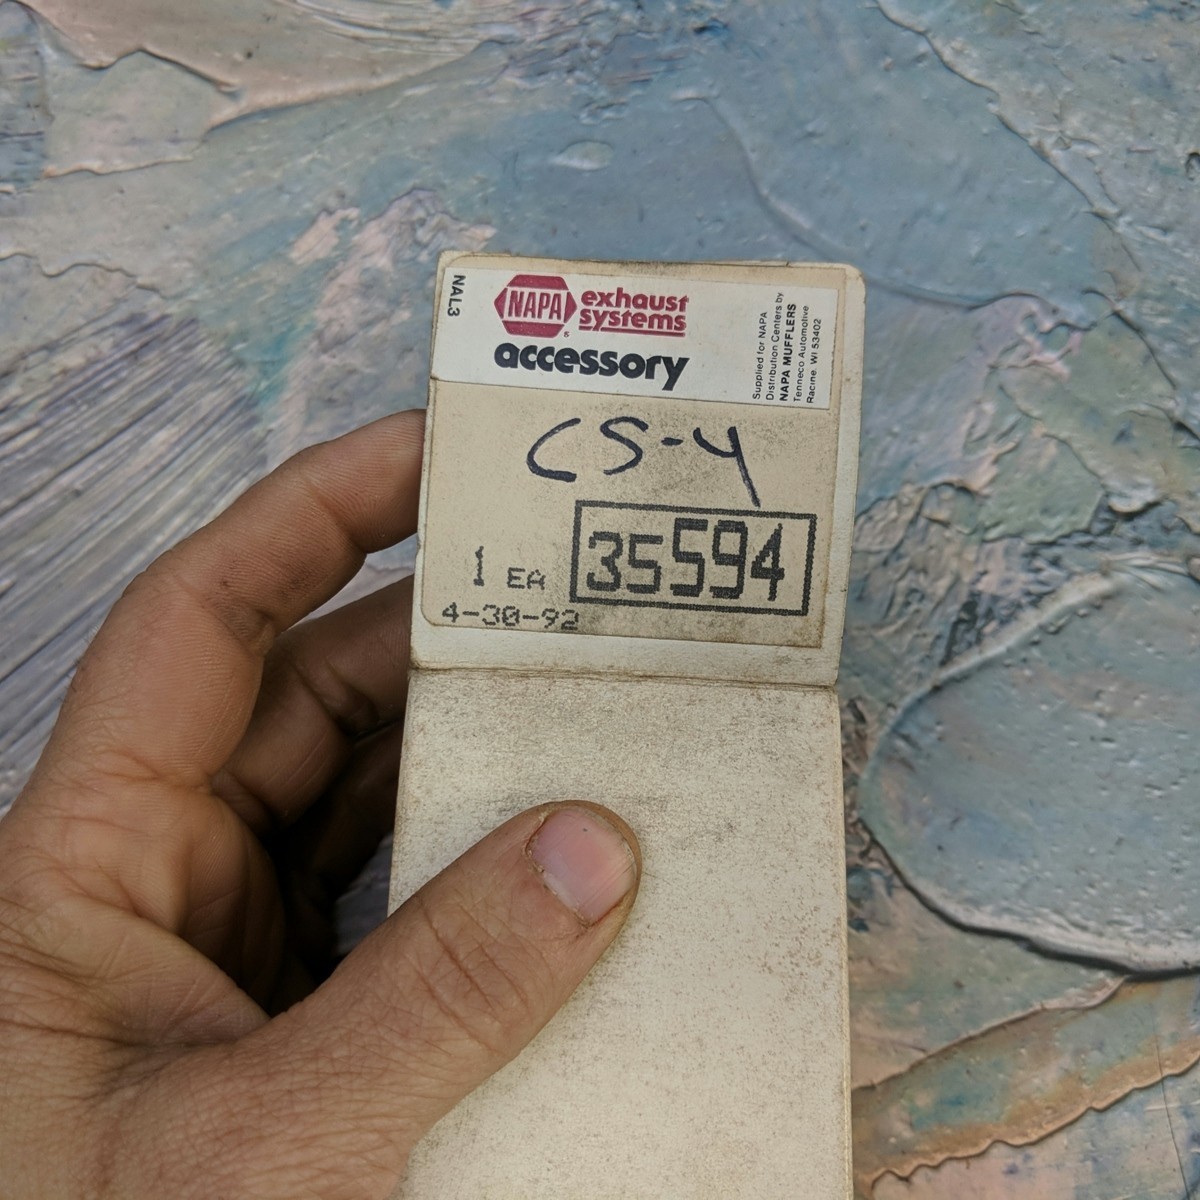 NAL3
NAPA
exhaust
systems
accessory
Supplied for NAPA
Distribution Centers by
NAPA MUFFLERS
Tenneco Automotive
Racine, WI 53402
CS-4
35594
1 EA
4-30-92